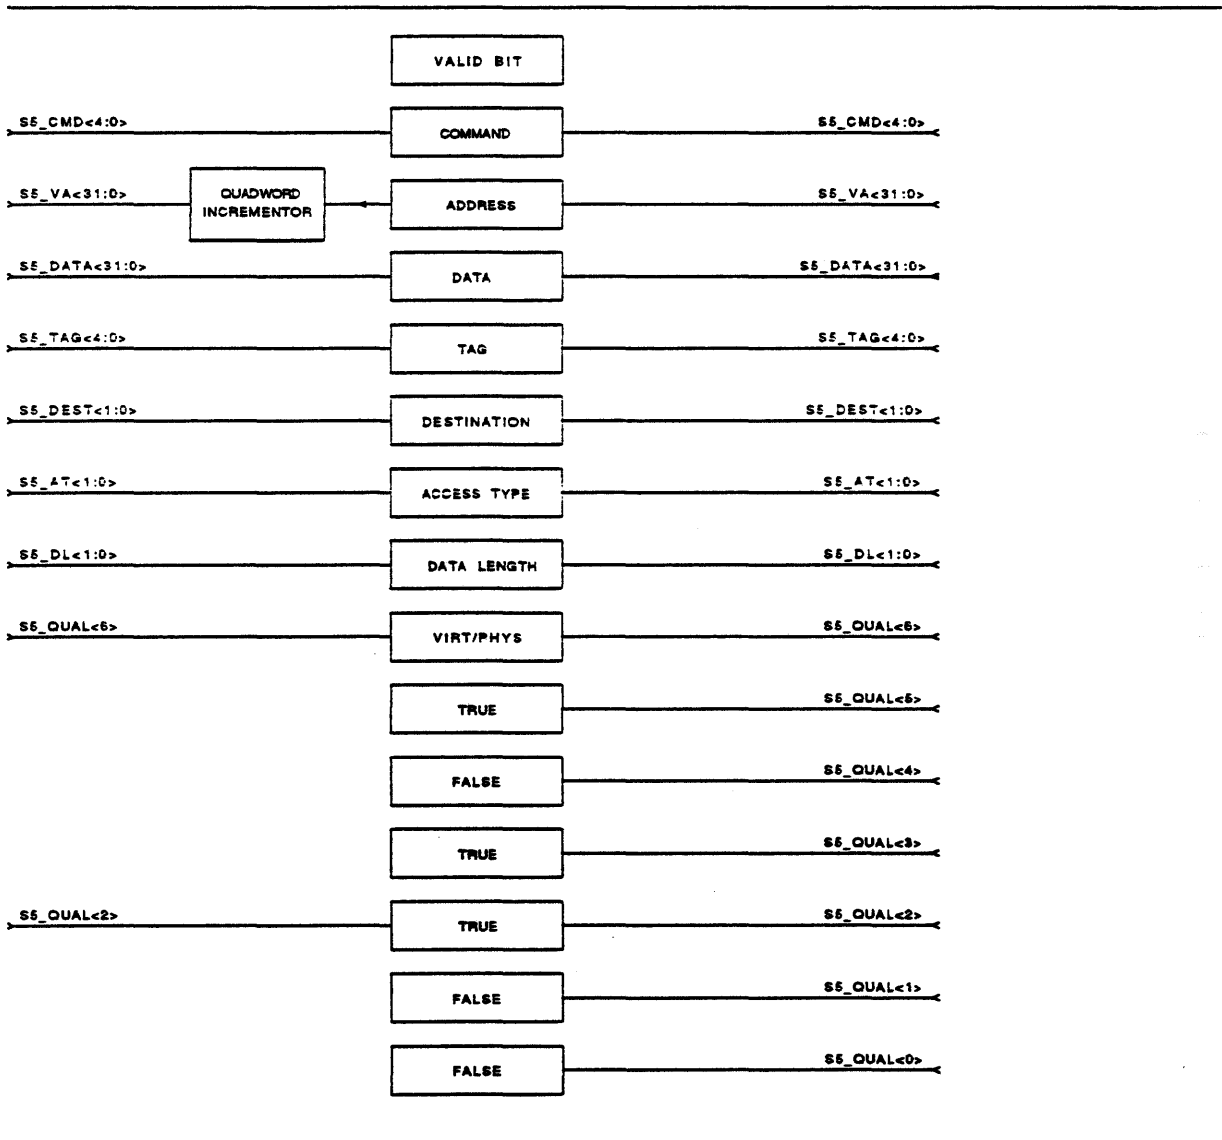 VALID BIT
S5_CMD<4:0>
COMMAND
S5_CMD<4:0>
S5_VA<31:0>
QUADWORD
INCREMENTOR
ADDRESS
S5_VA<31:0>
S5_DATA<31:0>
DATA
S5_DATA<31:0>
S5_TAG<4:0>
TAG
S5_TAG<4:0>
S5_DEST<1:0>
DESTINATION
S5_DEST<1:0>
S5_AT<1:0>
ACCESS TYPE
S5_AT<1:0>
S5_DL<1:0>
DATA LENGTH
S5_DL<1:0>
S5_QUAL<6>
VIRT/PHYS
S5_QUAL<6>
TRUE
S5_QUAL<5>
FALSE
S5_QUAL<4>
TRUE
S5_QUAL<3>
S5_QUAL<2>
TRUE
S5_QUAL<2>
FALSE
S5_QUAL<1>
FALSE
S5_QUAL<0>